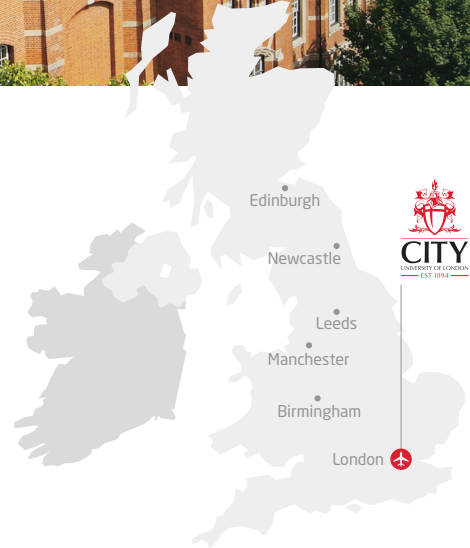 Edinburgh
Newcastle
CITY
UNIVERSITY OF LONDON
EST 1894
Leeds
Manchester
Birmingham
London